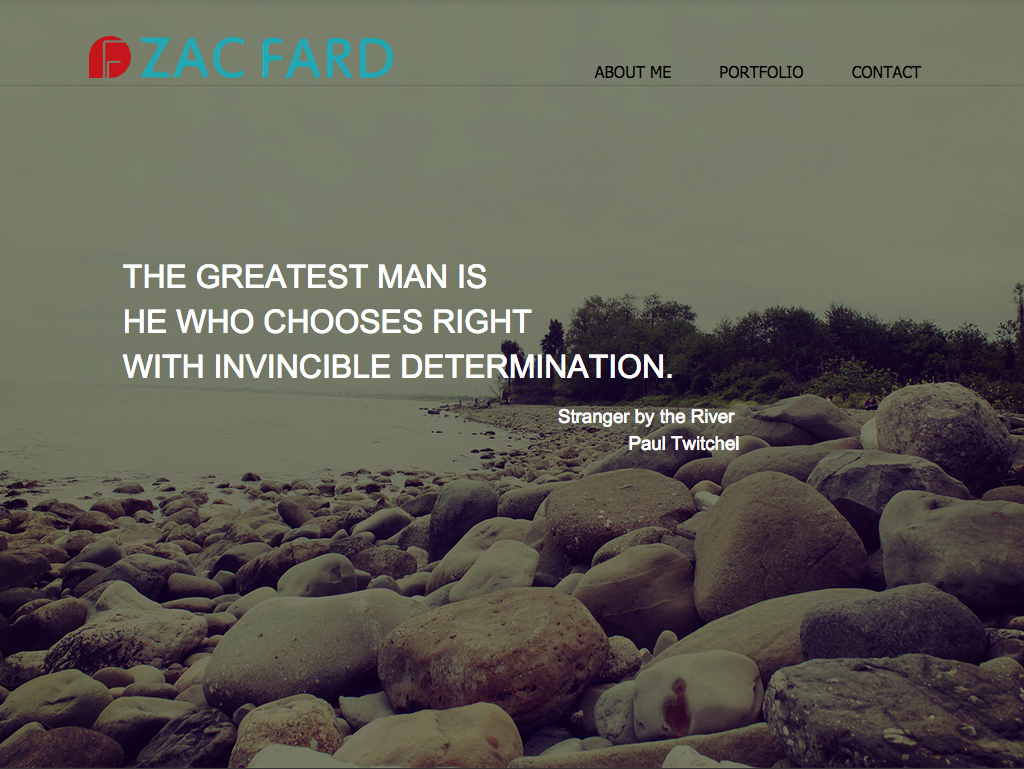 ZAC FARD
ABOUT ME PORTFOLIO CONTACT
THE GREATEST MAN IS
HE WHO CHOOSES RIGHT
WITH INVINCIBLE DETERMINATION.
Stranger by the River
Paul Twitchel